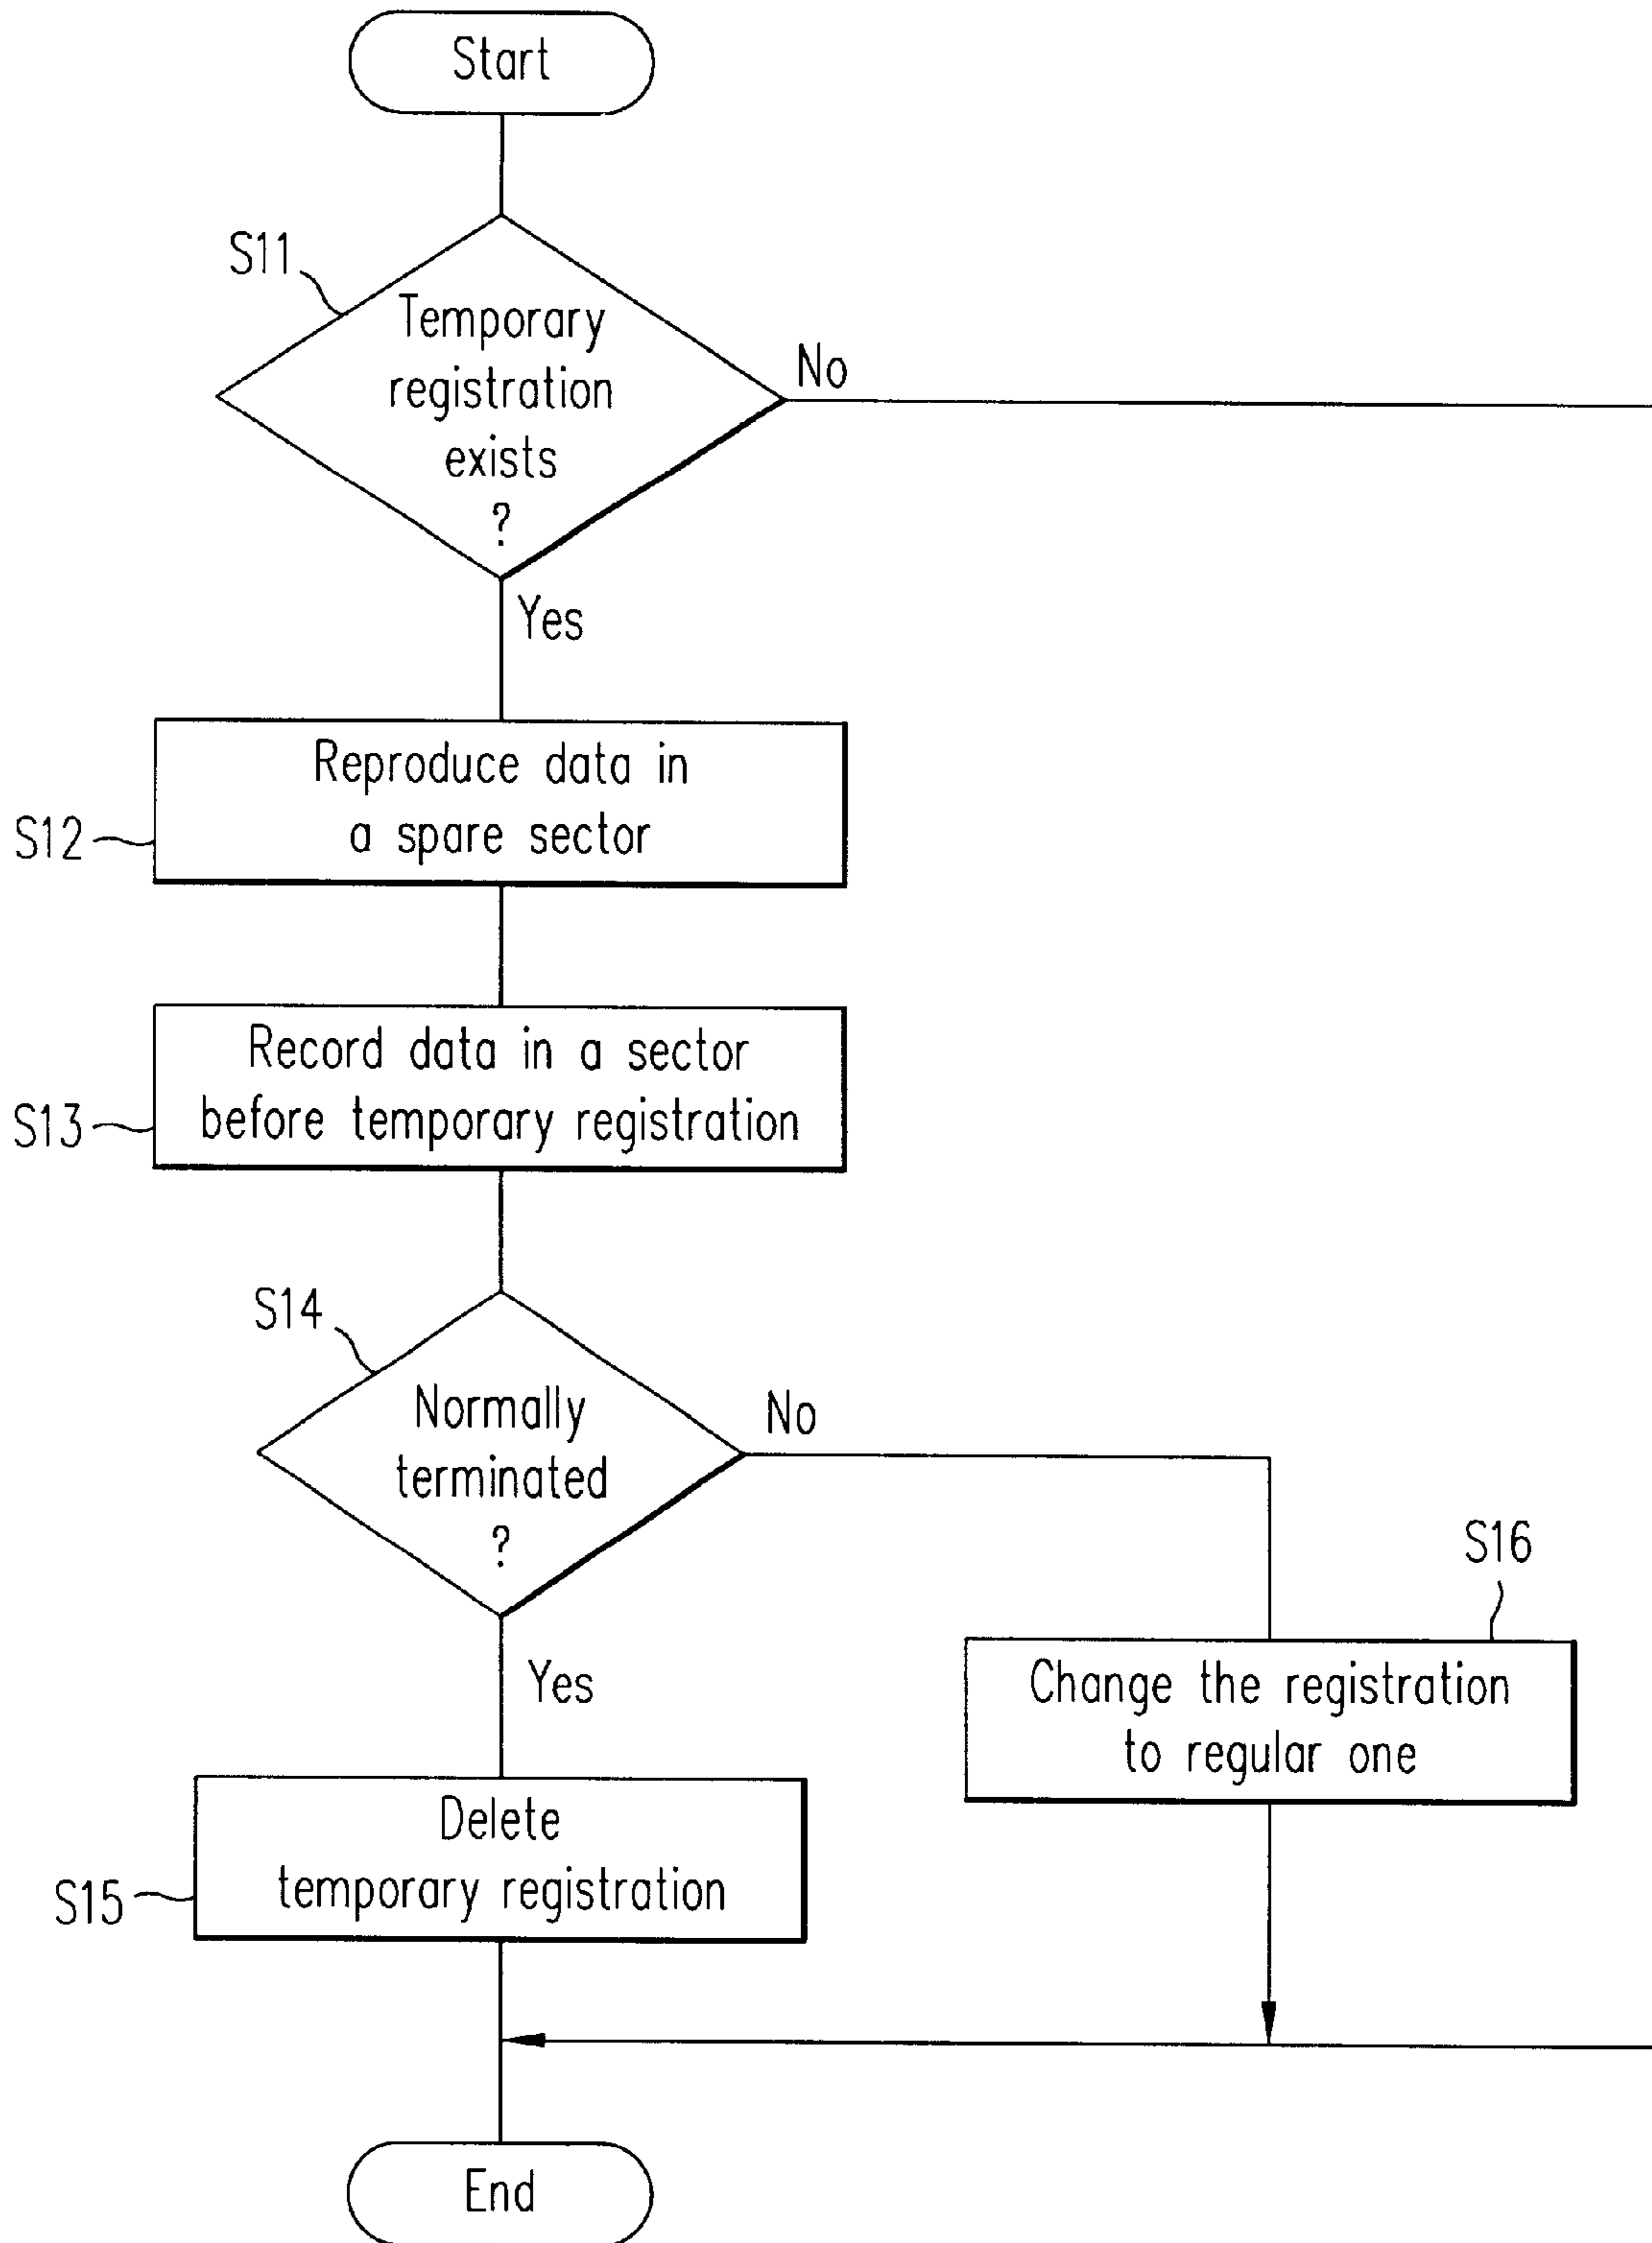 Start
S11
Temporary
registration
exists
?
No
Yes
S12
Reproduce data in
a spare sector
S13
Record data in a sector
before temporary registration
S14
Normally
terminated
?
No
Yes
S16
Change the registration
to regular one
S15
Delete
temporary registration
End